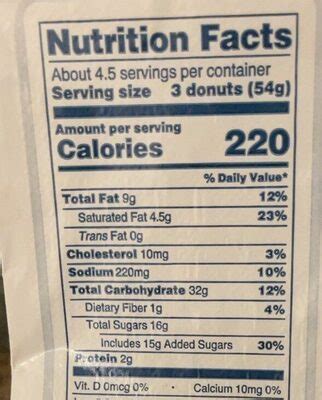 Nutrition Facts
About 4.5 servings per container
Serving size 3 donuts (54g)
Amount per serving
Calories 220
% Daily Value*
Total Fat 9g 12%
Saturated Fat 4.5g 23%
Trans Fat 0g
Cholesterol 10mg 3%
Sodium 220mg 10%
Total Carbohydrate 32g 12%
Dietary Fiber 1g 4%
Total Sugars 16g
Includes 15g Added Sugars 30%
Protein 2g
Vit. D 0mcg 0% • Calcium 10mg 0%